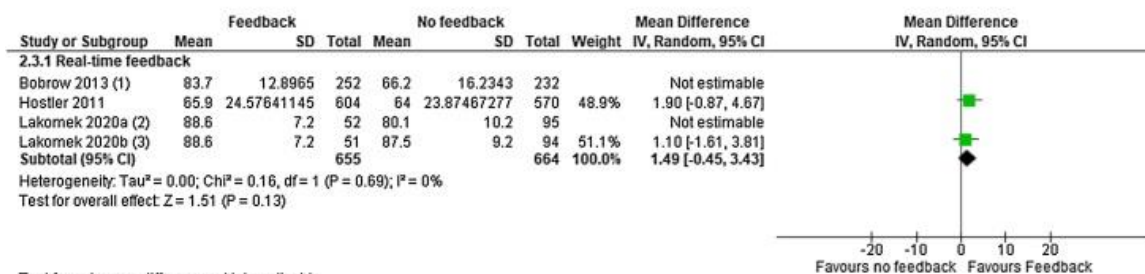 Feedback No feedback Mean Difference Mean Difference
Study or Subgroup Mean SD Total Mean SD Total Weight IV, Random, 95% CI IV, Random, 95% CI
2.3.1 Real-time feedback
Bobrow 2013 (1) 83.7 12.8965 252 66.2 16.2343 232 Not estimable
Hostler 2011 65.9 24.57641145 604 64 23.87467277 570 48.9% 1.90 [-0.87, 4.67]
Lakomek 2020a (2) 88.6 7.2 52 80.1 10.2 95 Not estimable
Lakomek 2020b (3) 88.6 7.2 51 87.5 9.2 94 51.1% 1.10 [-1.61, 3.81]
Subtotal (95% CI) 655 664 100.0% 1.49 [-0.45, 3.43]
Heterogeneity: Tau² = 0.00; Chi² = 0.16, df = 1 (P = 0.69); I² = 0%
Test for overall effect: Z = 1.51 (P = 0.13)
-20 -10 0 10 20
Favours no feedback Favours Feedback